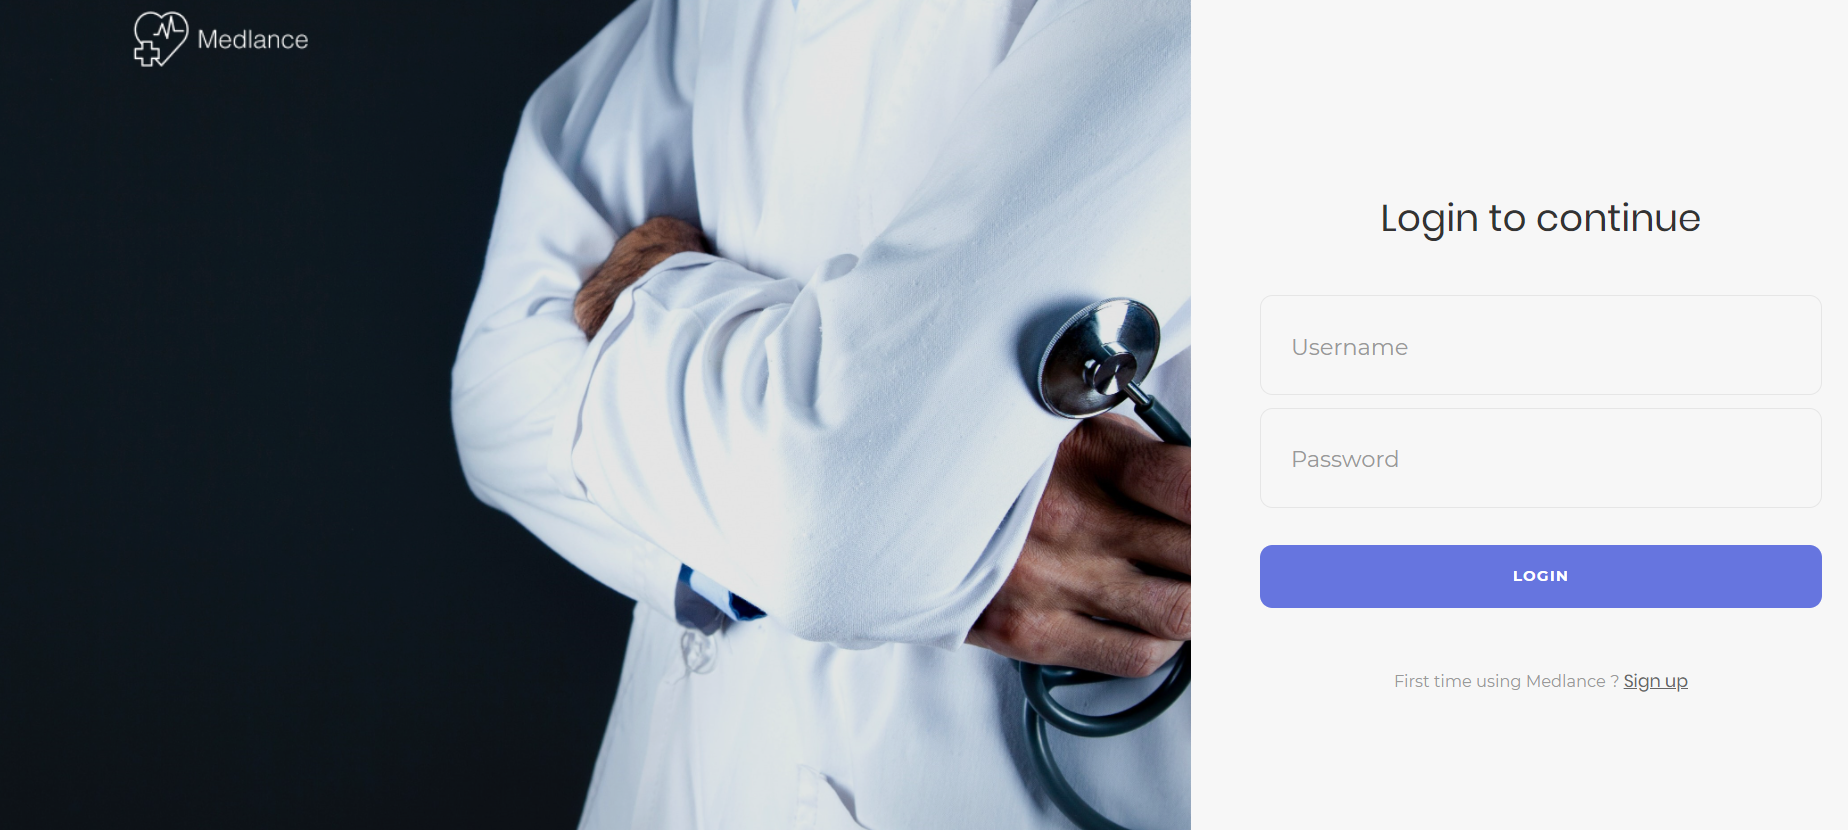 Medlance
Login to continue
Username
Password
LOGIN
First time using Medlance ? Sign up